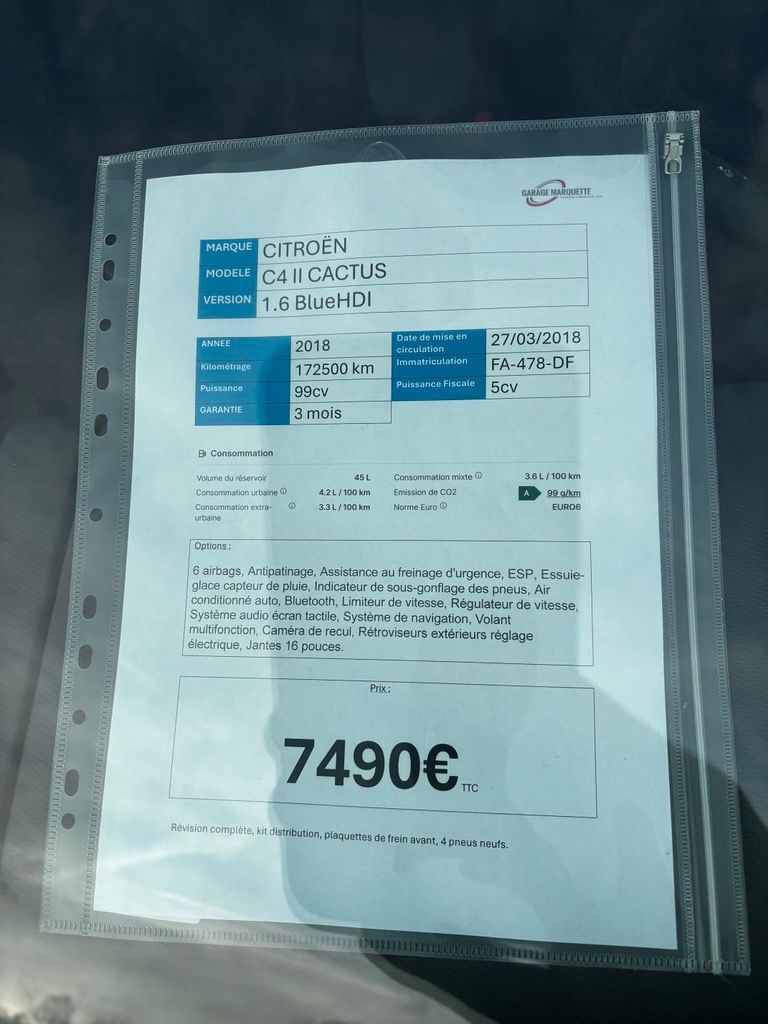 GARAGE MARQUETTE
MARQUE CITROËN
MODELE C4 II CACTUS
VERSION 1.6 BlueHDI
ANNEE 2018
Kilométrage 172500 km
Puissance 99cv
GARANTIE 3 mois
Date de mise en circulation 27/03/2018
Immatriculation FA-478-DF
Puissance Fiscale 5cv
Consommation
Volume du réservoir 45 L
Consommation urbaine 4.2 L / 100 km
Consommation extra-urbaine 3.3 L / 100 km
Consommation mixte 3.6 L / 100 km
Emission de CO2 A 99 g/km
Norme Euro EURO6
Options :
6 airbags, Antipatinage, Assistance au freinage d'urgence, ESP, Essuie-
glace capteur de pluie, Indicateur de sous-gonflage des pneus, Air
conditionné auto, Bluetooth, Limiteur de vitesse, Régulateur de vitesse,
Système audio écran tactile, Système de navigation, Volant
multifonction, Caméra de recul, Rétroviseurs extérieurs réglage
électrique, Jantes 16 pouces.
Prix :
7490€ TTC
Révision complète, kit distribution, plaquettes de frein avant, 4 pneus neufs.